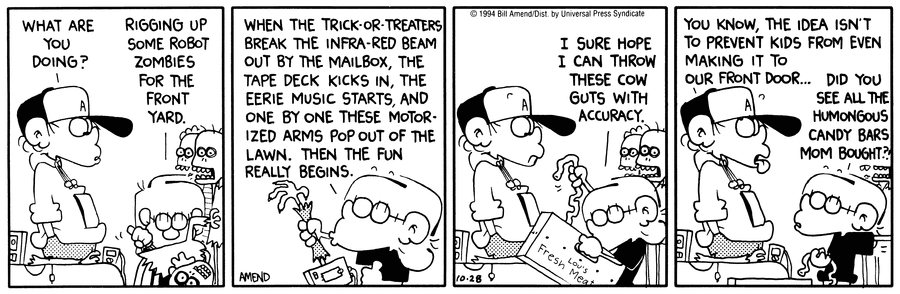 WHAT ARE
YOU
DOING?
RIGGING UP
SOME ROBOT
ZOMBIES
FOR THE
FRONT
YARD.
A
WHEN THE TRICK-OR-TREATERS
BREAK THE INFRA-RED BEAM
OUT BY THE MAILBOX, THE
TAPE DECK KICKS IN, THE
EERIE MUSIC STARTS, AND
ONE BY ONE THESE MOTOR-
IZED ARMS POP OUT OF THE
LAWN. THEN THE FUN
REALLY BEGINS.
B
AMEND
© 1994 Bill Amend/Dist. by Universal Press Syndicate
I SURE HOPE
I CAN THROW
THESE COW
GUTS WITH
ACCURACY.
A
Lou's
Fresh Meat
10-28
YOU KNOW, THE IDEA ISN'T
TO PREVENT KIDS FROM EVEN
MAKING IT TO
OUR FRONT DOOR...
DID YOU
SEE ALL THE
HUMONGOUS
CANDY BARS
MOM BOUGHT?!
A